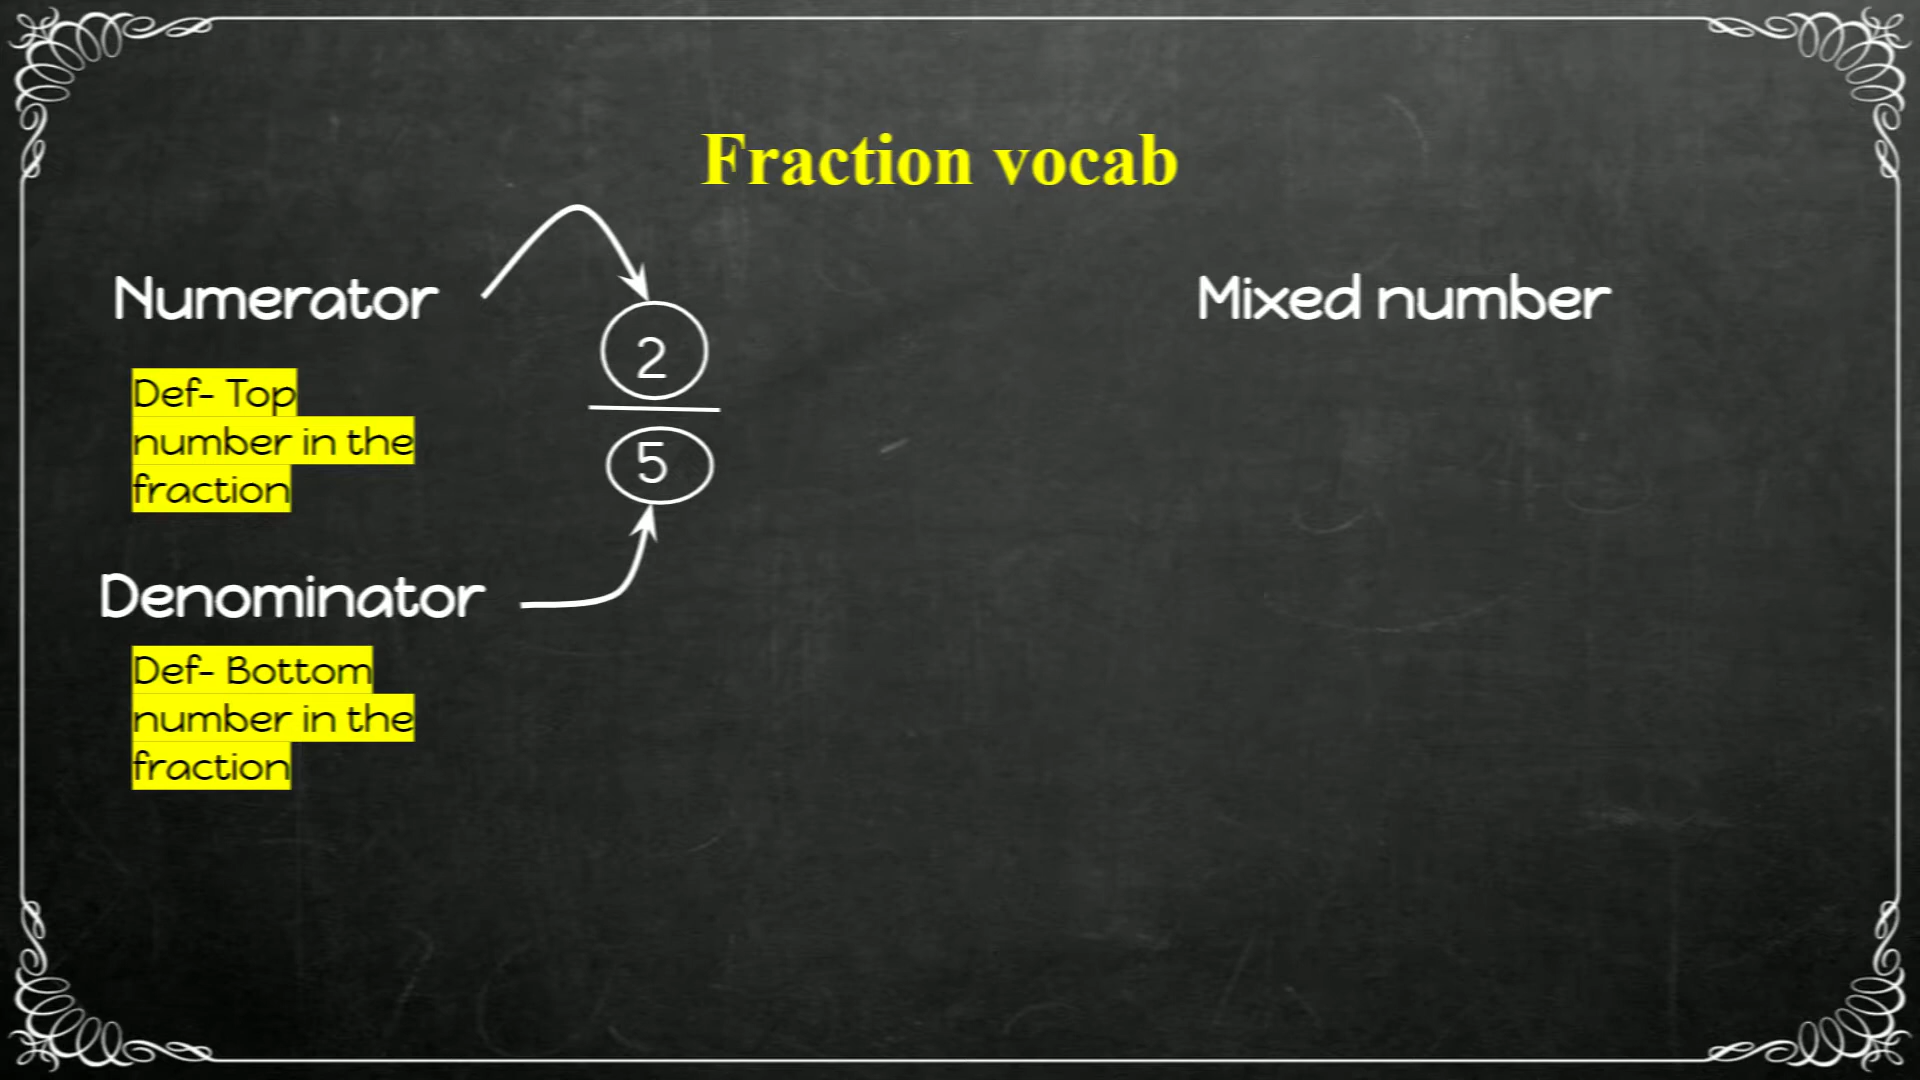 Fraction vocab
Numerator
2
5
Def- Top
number in the
fraction
Denominator
Def- Bottom
number in the
fraction
Mixed number